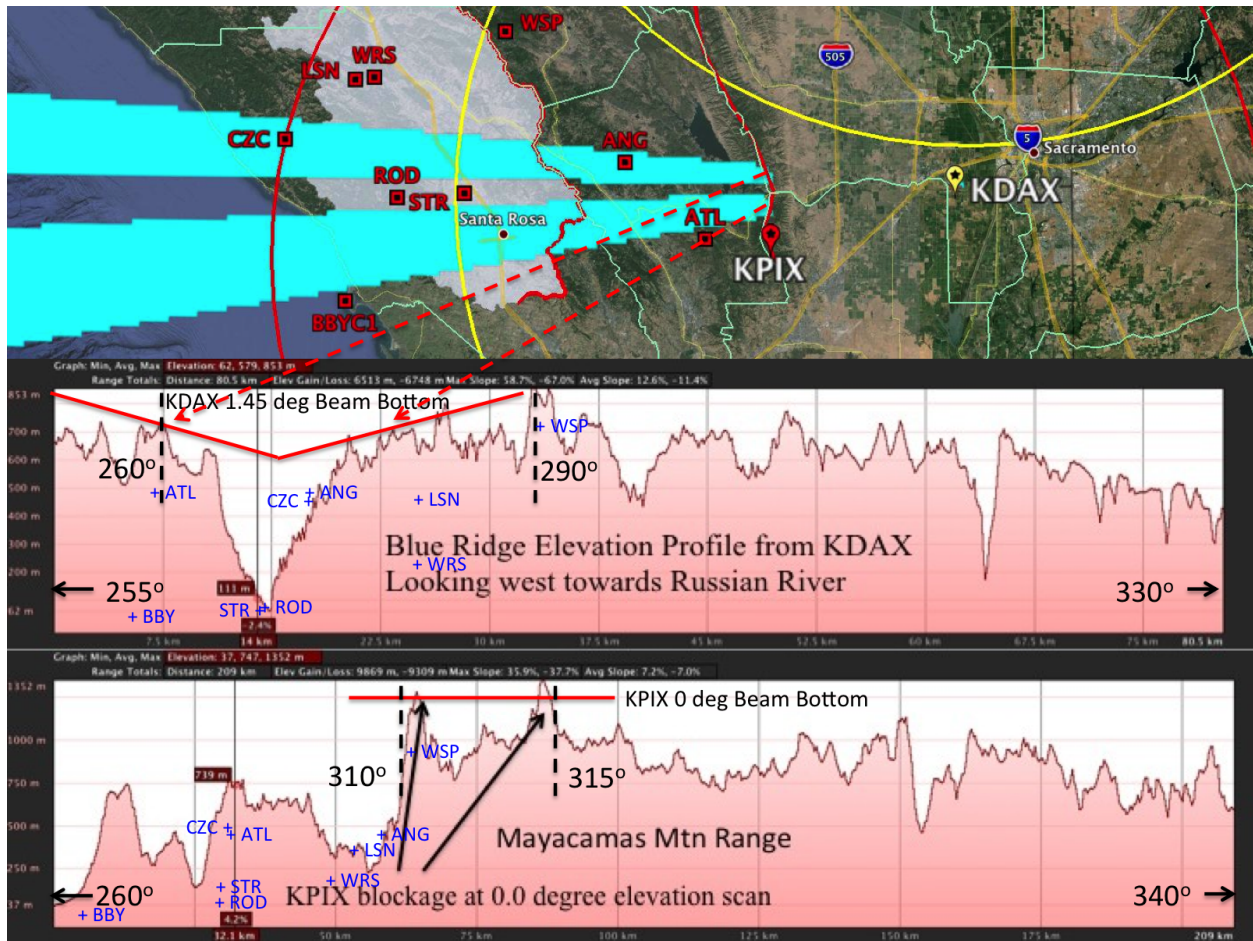 WSP
505
WRS
LSN
CZC
ANG
5
Sacramento
ROD
STR
KDAX
Santa Rosa
ATL
KPIX
BBYC1
Graph: Min, Avg, Max Elevation: 62, 579, 853 m
Range Totals: Distance: 80.5 km Elev Gain/Loss: 6513 m, -6748 m Max Slope: 58.7%, -67.0% Avg Slope: 12.6%, -11.4%
853 m
KDAX 1.45 deg Beam Bottom
700 m
+ WSP
600 m
260º
290º
500 m
+ ATL
+ ANG
CZC +
+ LSN
400 m
300 m
Blue Ridge Elevation Profile from KDAX
+ WRS
200 m
Looking west towards Russian River
111 m
255º
330º
62 m
+ BBY
STR +
+ ROD
-2.4%
7.5 km 14 km 22.5 km 30 km 37.5 km 45 km 52.5 km 60 km 67.5 km 75 km 80.5 km
Graph: Min, Avg, Max Elevation: 37, 747, 1352 m
Range Totals: Distance: 209 km Elev Gain/Loss: 9869 m, -9309 m Max Slope: 35.9%, -37.7% Avg Slope: 7.2%, -7.0%
1352 m
KPIX 0 deg Beam Bottom
1000 m
+ WSP
739 m
310º
315º
750 m
CZC +
+ ATL
500 m
+ ANG
Mayacamas Mtn Range
+ LSN
250 m
+ WRS
+ STR
260º
KPIX blockage at 0.0 degree elevation scan
340º
37 m
+ ROD
+ BBY
4.2%
32.1 km 50 km 75 km 100 km 125 km 150 km 175 km 209 km